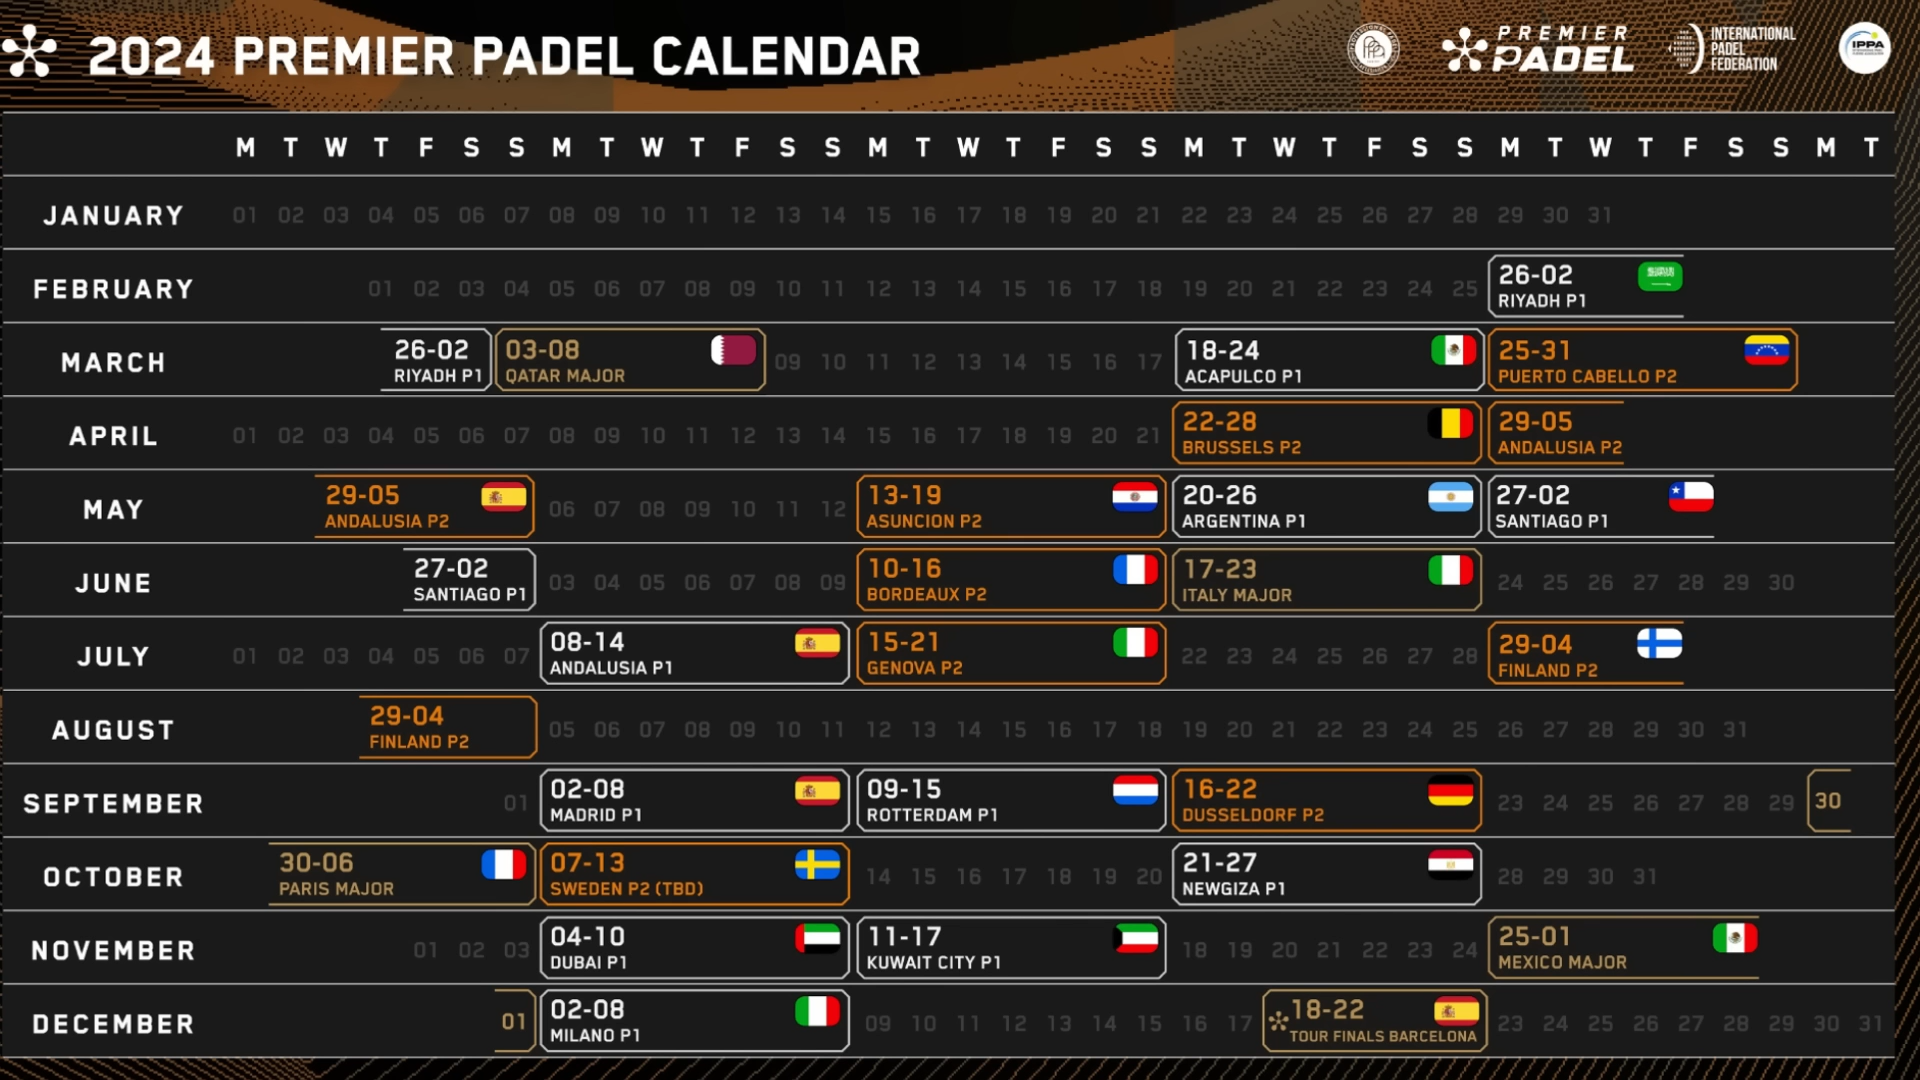 2024 PREMIER PADEL CALENDAR
PREMIER PADEL
INTERNATIONAL PADEL FEDERATION
IPPA
M T W T F S S M T W T F S S M T W T F S S M T W T F S S M T W T F S S M T
JANUARY 01 02 03 04 05 06 07 08 09 10 11 12 13 14 15 16 17 18 19 20 21 22 23 24 25 26 27 28 29 30 31
FEBRUARY 01 02 03 04 05 06 07 08 09 10 11 12 13 14 15 16 17 18 19 20 21 22 23 24 25 26-02 RIYADH P1
MARCH 26-02 RIYADH P1 03-08 QATAR MAJOR 09 10 11 12 13 14 15 16 17 18-24 ACAPULCO P1 25-31 PUERTO CABELLO P2
APRIL 01 02 03 04 05 06 07 08 09 10 11 12 13 14 15 16 17 18 19 20 21 22-28 BRUSSELS P2 29-05 ANDALUSIA P2
MAY 29-05 ANDALUSIA P2 06 07 08 09 10 11 12 13-19 ASUNCION P2 20-26 ARGENTINA P1 27-02 SANTIAGO P1
JUNE 27-02 SANTIAGO P1 03 04 05 06 07 08 09 10-16 BORDEAUX P2 17-23 ITALY MAJOR 24 25 26 27 28 29 30
JULY 01 02 03 04 05 06 07 08-14 ANDALUSIA P1 15-21 GENOVA P2 22 23 24 25 26 27 28 29-04 FINLAND P2
AUGUST 29-04 FINLAND P2 05 06 07 08 09 10 11 12 13 14 15 16 17 18 19 20 21 22 23 24 25 26 27 28 29 30 31
SEPTEMBER 01 02-08 MADRID P1 09-15 ROTTERDAM P1 16-22 DUSSELDORF P2 23 24 25 26 27 28 29 30
OCTOBER 30-06 PARIS MAJOR 07-13 SWEDEN P2 (TBD) 14 15 16 17 18 19 20 21-27 NEWGIZA P1 28 29 30 31
NOVEMBER 01 02 03 04-10 DUBAI P1 11-17 KUWAIT CITY P1 18 19 20 21 22 23 24 25-01 MEXICO MAJOR
DECEMBER 01 02-08 MILANO P1 09 10 11 12 13 14 15 16 17 18-22 TOUR FINALS BARCELONA 23 24 25 26 27 28 29 30 31